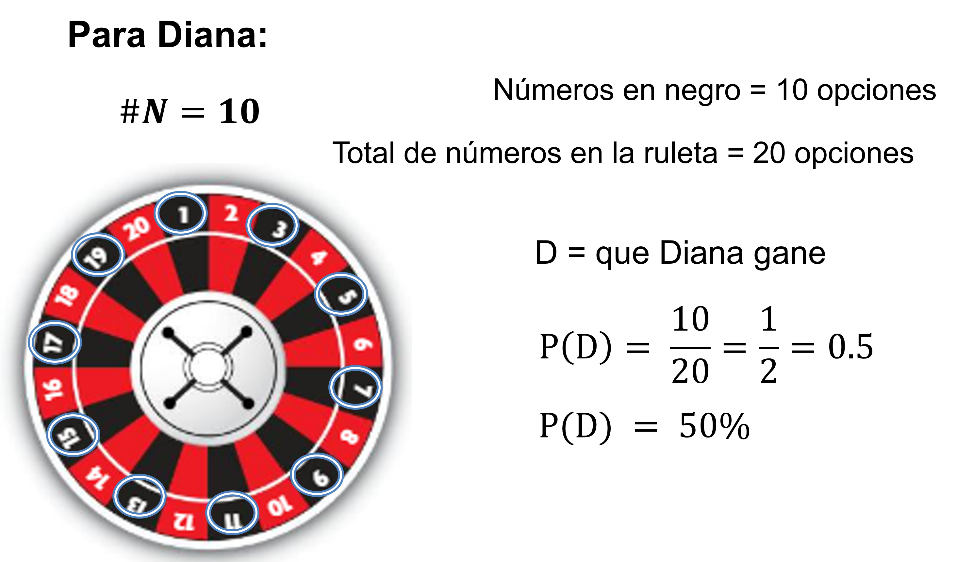 Para Diana:
#N = 10
Números en negro = 10 opciones
Total de números en la ruleta = 20 opciones
D = que Diana gane
P(D) = 10/20 = 1/2 = 0.5
P(D) = 50%
1
2
3
4
5
6
7
8
9
10
11
12
13
14
15
16
17
18
19
20